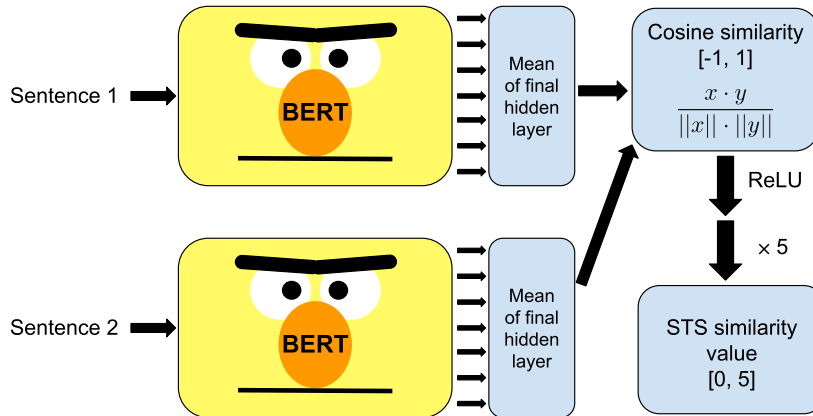 Sentence 1
BERT
Mean
of final
hidden
layer
Cosine similarity
[-1, 1]
x · y
||x|| · ||y||
ReLU
× 5
Sentence 2
BERT
Mean
of final
hidden
layer
STS similarity
value
[0, 5]